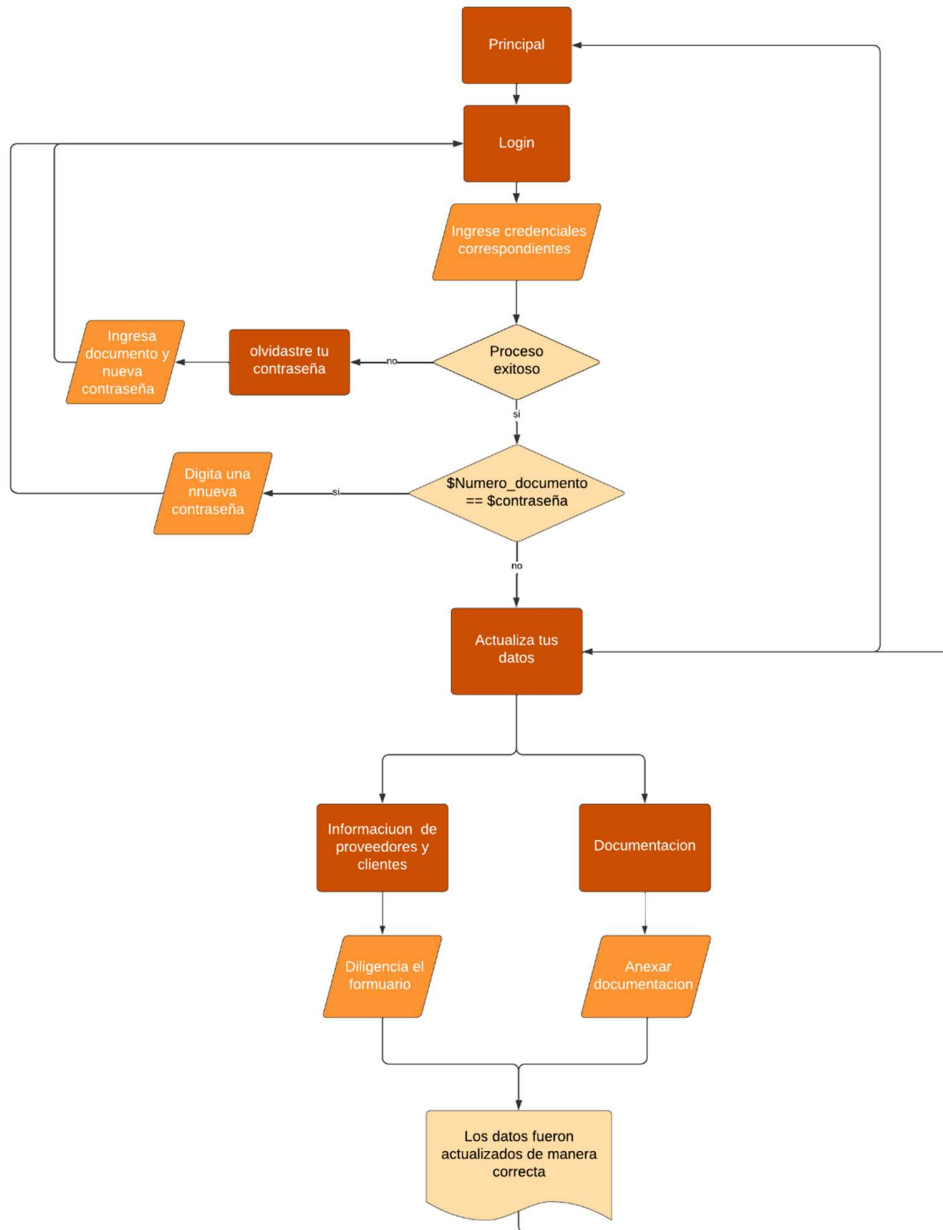 Principal
Login
Ingrese credenciales
correspondientes
Proceso
exitoso
no
olvidastre tu
contraseña
Ingresa
documento y
nueva
contraseña
si
$Numero_documento
== $contraseña
si
Digita una
nnueva
contraseña
no
Actualiza tus
datos
Informaciuon de
proveedores y
clientes
Documentacion
Diligencia el
formuario
Anexar
documentacion
Los datos fueron
actualizados de manera
correcta